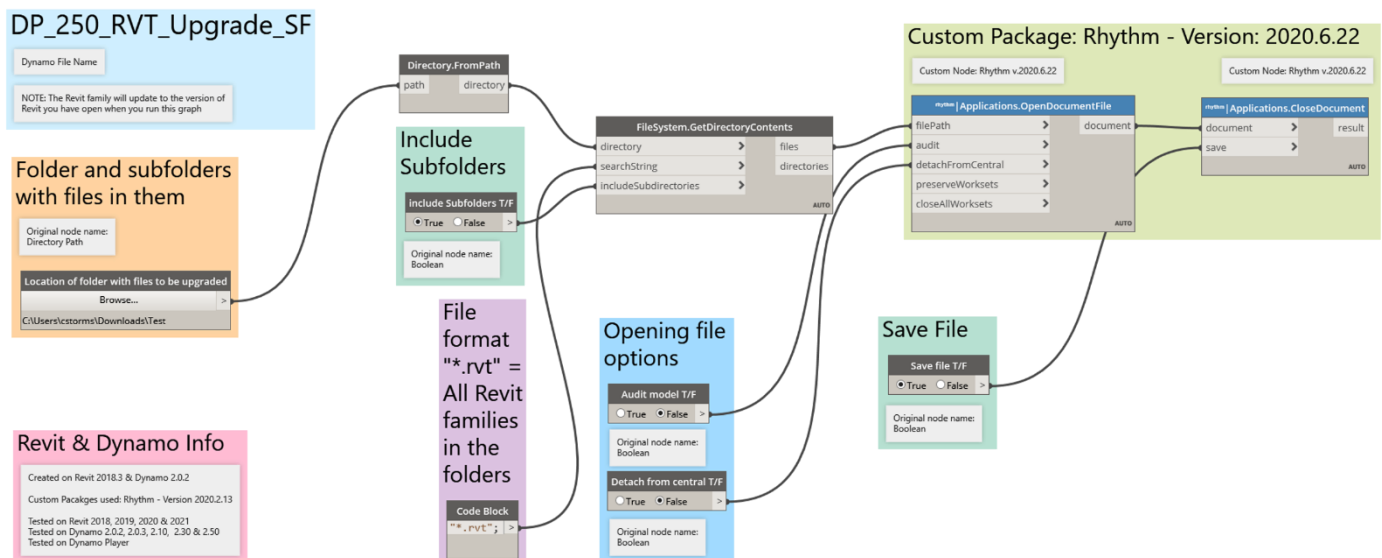 DP_250_RVT_Upgrade_SF
Dynamo File Name
NOTE: The Revit family will update to the version of
Revit you have open when you run this graph
Folder and subfolders
with files in them
Original node name:
Directory Path
Location of folder with files to be upgraded
Browse...
>
C:\Users\cstorms\Downloads\Test
Revit & Dynamo Info
Created on Revit 2018.3 & Dynamo 2.0.2
Custom Pacakges used: Rhythm - Version 2020.2.13
Tested on Revit 2018, 2019, 2020 & 2021
Tested on Dynamo 2.0.2, 2.0.3, 2.10, 2.30 & 2.50
Tested on Dynamo Player
Directory.FromPath
path directory
Include
Subfolders
include Subfolders T/F
True False >
Original node name:
Boolean
File
format
"*.rvt" =
All Revit
families
in the
folders
Code Block
"*.rvt"; >
FileSystem.GetDirectoryContents
directory > files
searchString > directories
includeSubdirectories >
AUTO
Opening file
options
Audit model T/F
True False >
Original node name:
Boolean
Detach from central T/F
True False >
Original node name:
Boolean
Custom Package: Rhythm - Version: 2020.6.22
Custom Node: Rhythm v.2020.6.22
rhythm|Applications.OpenDocumentFile
filePath > document
audit >
detachFromCentral >
preserveWorksets >
closeAllWorksets >
AUTO
Custom Node: Rhythm v.2020.6.22
rhythm|Applications.CloseDocument
document > result
save >
AUTO
Save File
Save file T/F
True False >
Original node name:
Boolean